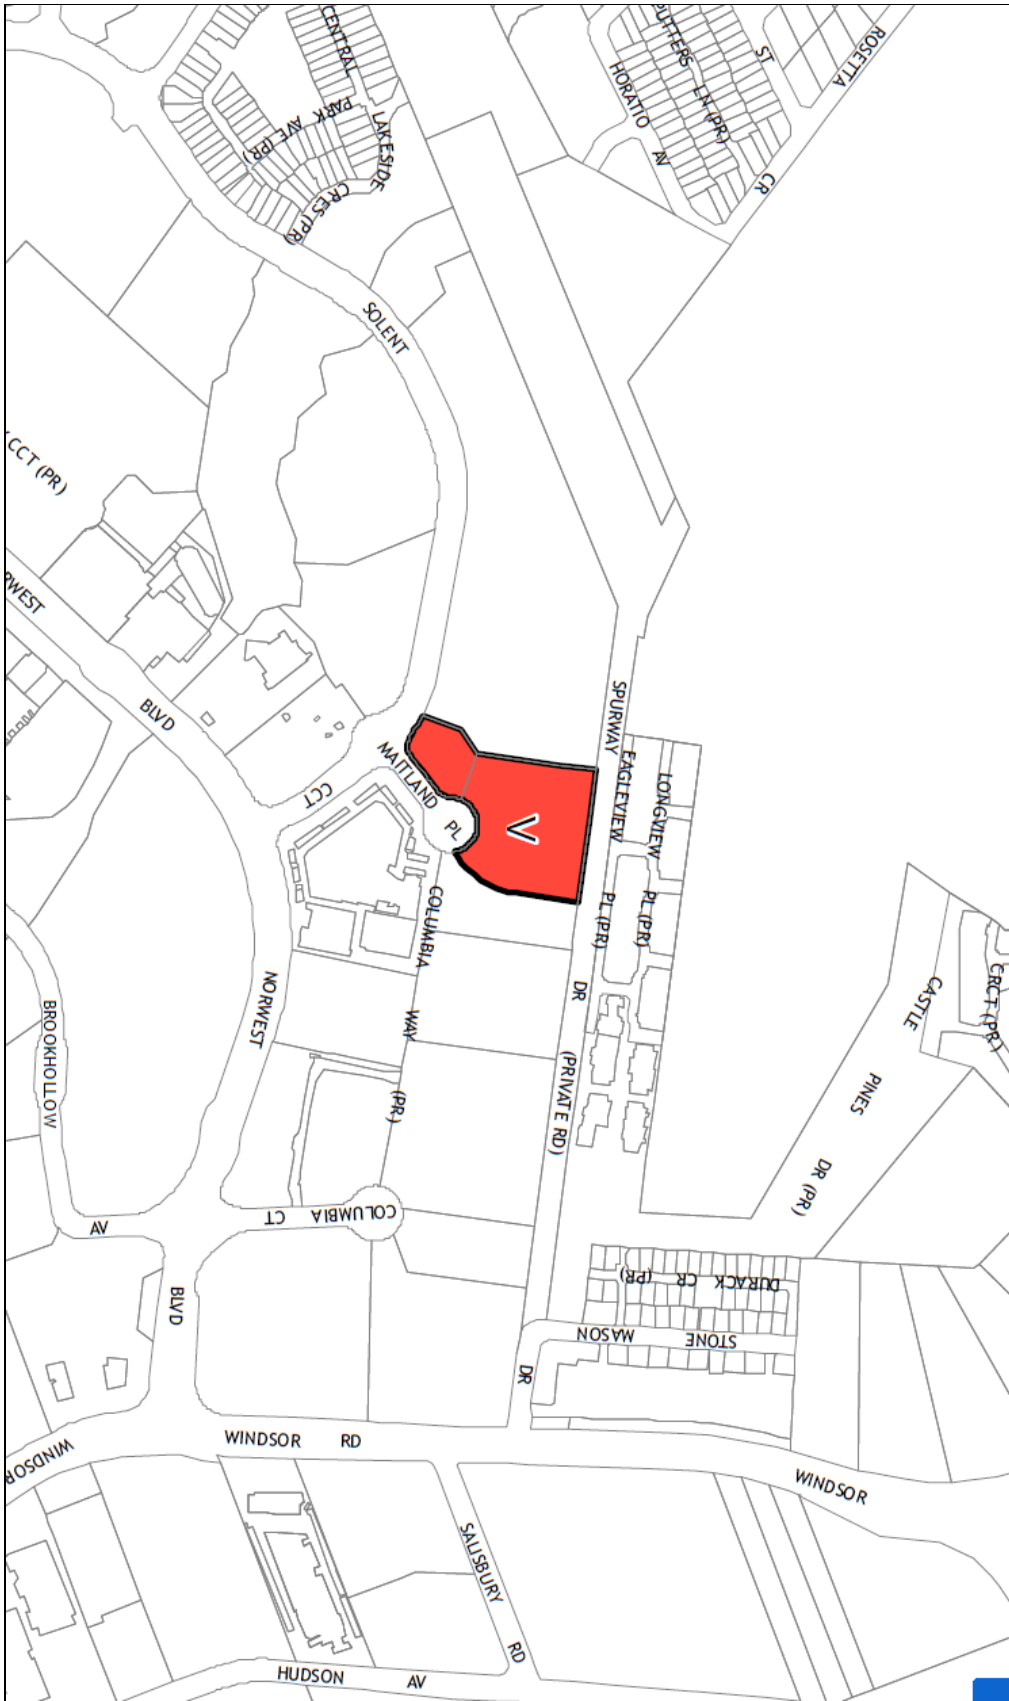 CENTRAL
PARK AVE (PR)
LAKESIDE
CRES (PR)
PUTTERS LN (PR)
ST
ROSETTA
HORATIO
AV
CR
SOLENT
CCT (PR)
RWEST
BLVD
CCT
MAITLAND
PL
V
SPURWAY
EAGLEVIEW
LONGVIEW
PL (PR)
PL (PR)
COLUMBIA
WAY
(PR)
NORWEST
BROOKHOLLOW
AV
DR
(PRIVATE RD)
CASTLE
PINES
DR (PR)
CRCT (PR)
COLUMBIA
CT
BLVD
DURACK CR (PR)
STONE MASON
DR
WINDSOR
WINDSOR RD
WINDSOR
SALISBURY
RD
HUDSON AV